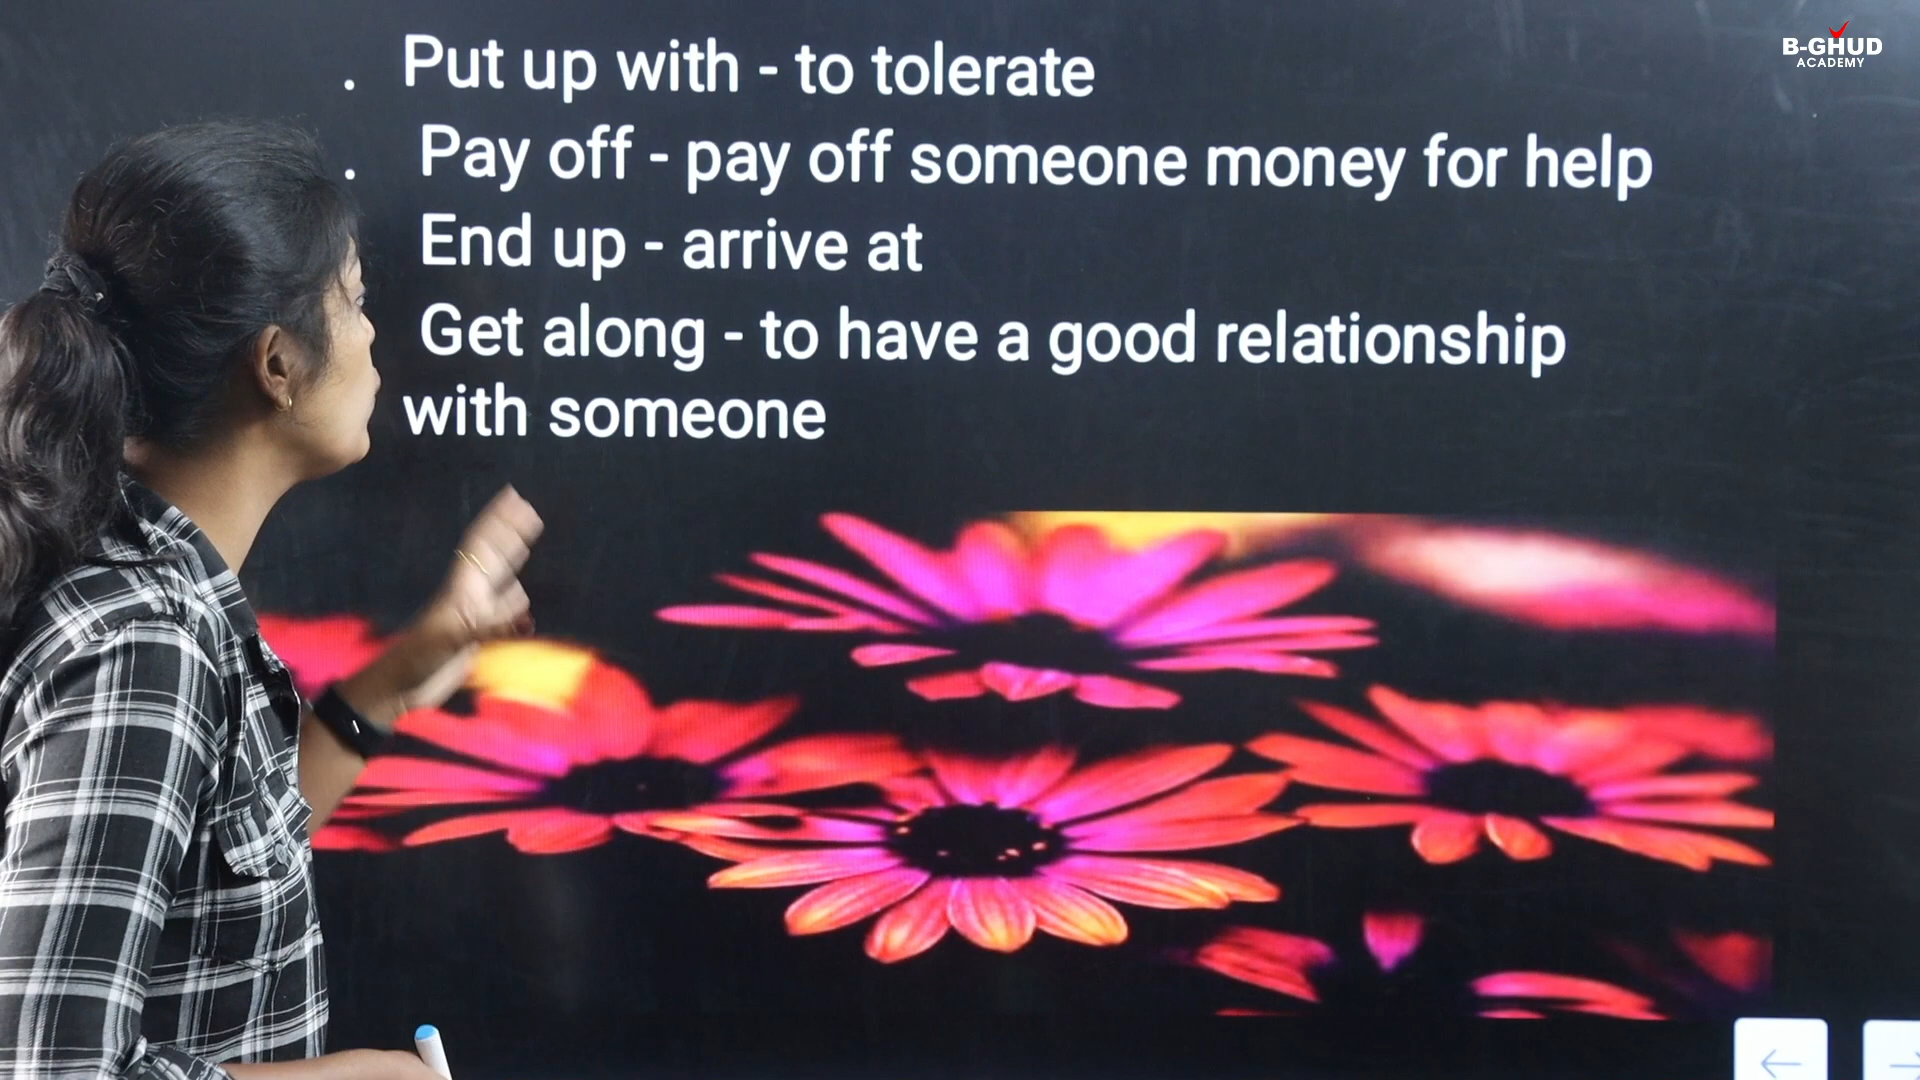 B-GHUD
ACADEMY
. Put up with - to tolerate
. Pay off - pay off someone money for help
End up - arrive at
Get along - to have a good relationship
with someone